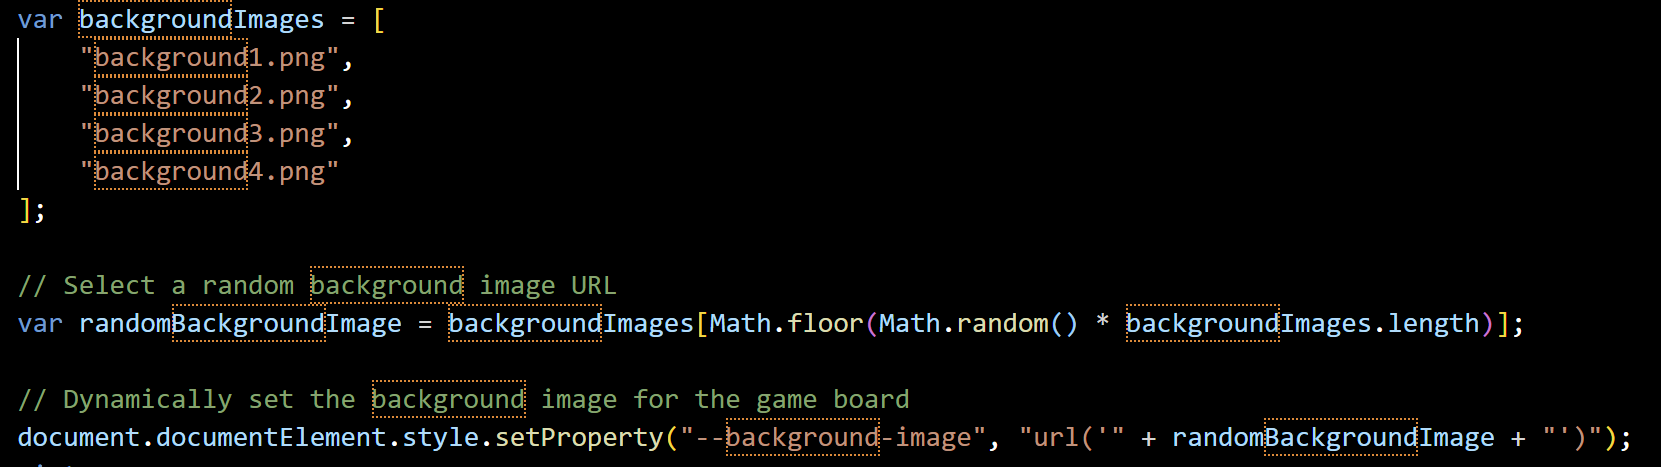 var backgroundImages = [
    "background1.png",
    "background2.png",
    "background3.png",
    "background4.png"
];
// Select a random background image URL
var randomBackgroundImage = backgroundImages[Math.floor(Math.random() * backgroundImages.length)];
// Dynamically set the background image for the game board
document.documentElement.style.setProperty("--background-image", "url('" + randomBackgroundImage + "')");